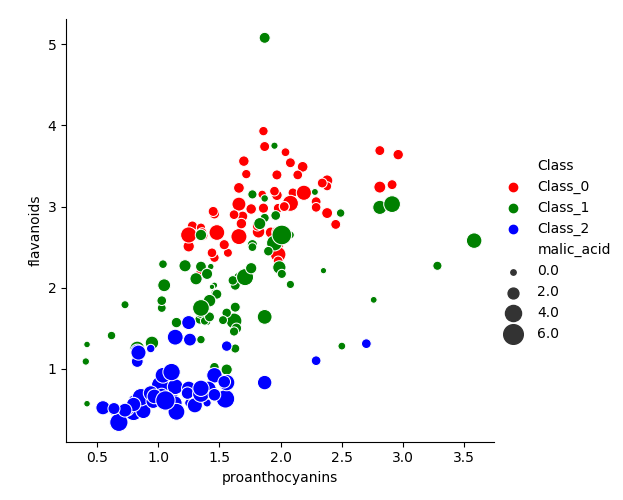 5
4
3
2
1
flavanoids
0.5 1.0 1.5 2.0 2.5 3.0 3.5
proanthocyanins
Class
Class_0
Class_1
Class_2
malic_acid
0.0
2.0
4.0
6.0